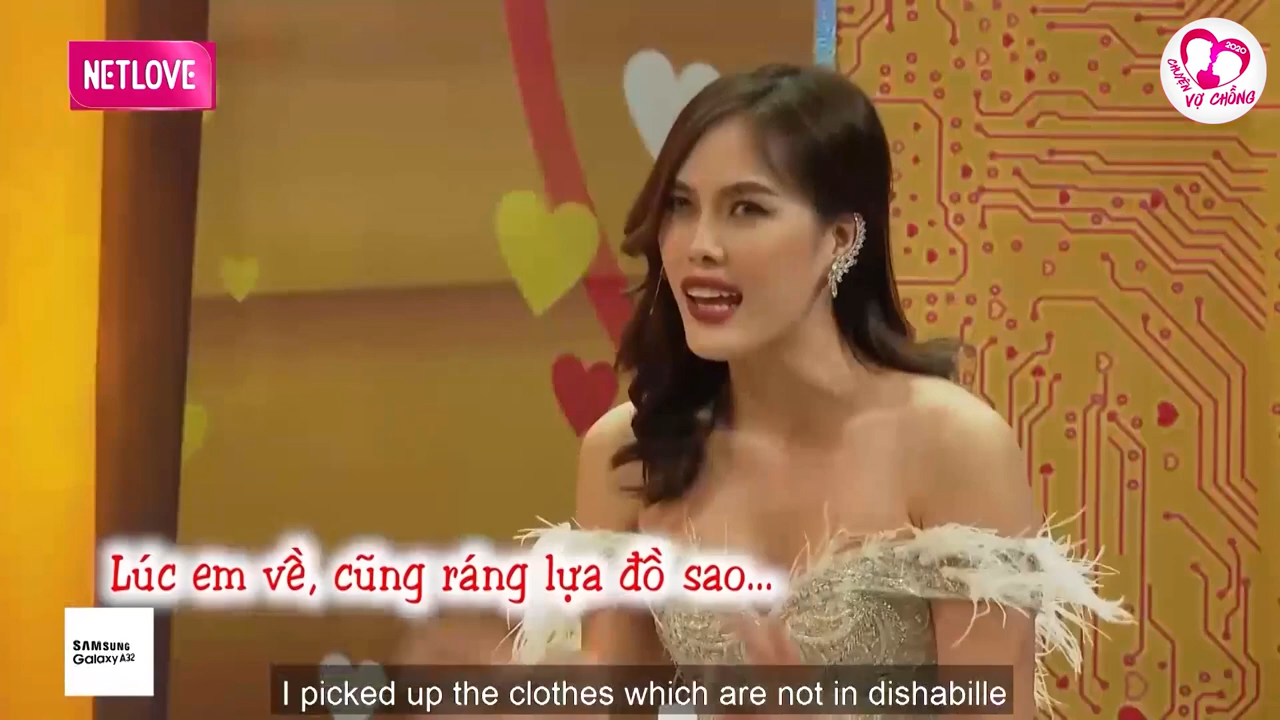 NETLOVE
2020
CHUYỆN
VỢ CHỒNG
Lúc em về, cũng ráng lựa đồ sao...
SAMSUNG
Galaxy A32
I picked up the clothes which are not in dishabille